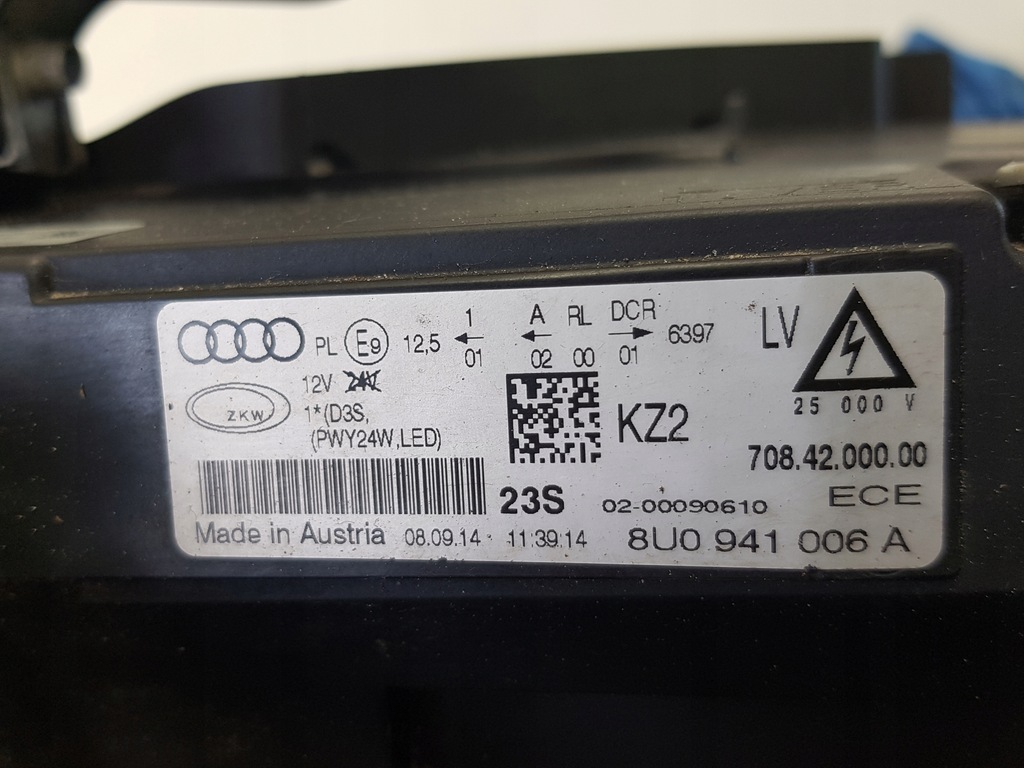 PL E9 12,5 ← 1 01 A ← 02 RL 00 DCR → 01 6397 LV
12V 24V
ZKW
1*(D3S,
(PWY24W,LED)
KZ2
25 000 V
708.42.000.00
23S 02-00090610 ECE
Made in Austria 08.09.14 11:39:14 8U0 941 006 A